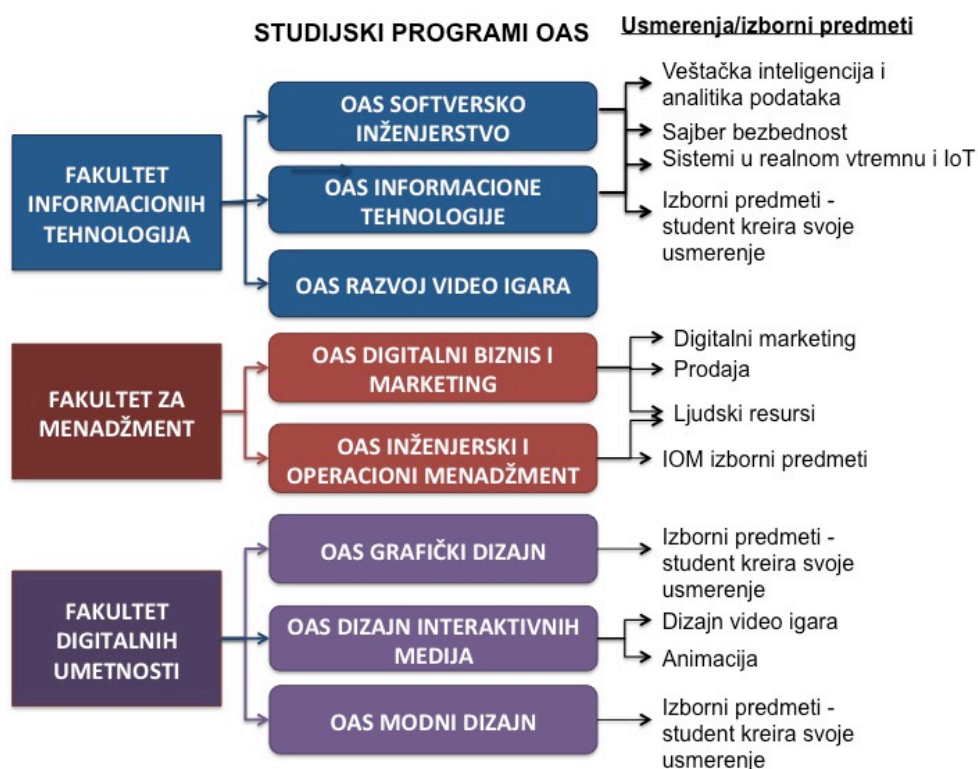 STUDIJSKI PROGRAMI OAS
Usmerenja/izborni predmeti
FAKULTET
INFORMACIONIH
TEHNOLOGIJA
OAS SOFTVERSKO
INŽENJERSTVO
OAS INFORMACIONE
TEHNOLOGIJE
OAS RAZVOJ VIDEO IGARA
Veštačka inteligencija i
analitika podataka
Sajber bezbednost
Sistemi u realnom vtremnu i IoT
Izborni predmeti -
student kreira svoje
usmerenje
FAKULTET ZA
MENADŽMENT
OAS DIGITALNI BIZNIS I
MARKETING
OAS INŽENJERSKI I
OPERACIONI MENADŽMENT
Digitalni marketing
Prodaja
Ljudski resursi
IOM izborni predmeti
FAKULTET
DIGITALNIH
UMETNOSTI
OAS GRAFIČKI DIZAJN
Izborni predmeti -
student kreira svoje
usmerenje
OAS DIZAJN INTERAKTIVNIH
MEDIJA
Dizajn video igara
Animacija
OAS MODNI DIZAJN
Izborni predmeti -
student kreira svoje
usmerenje